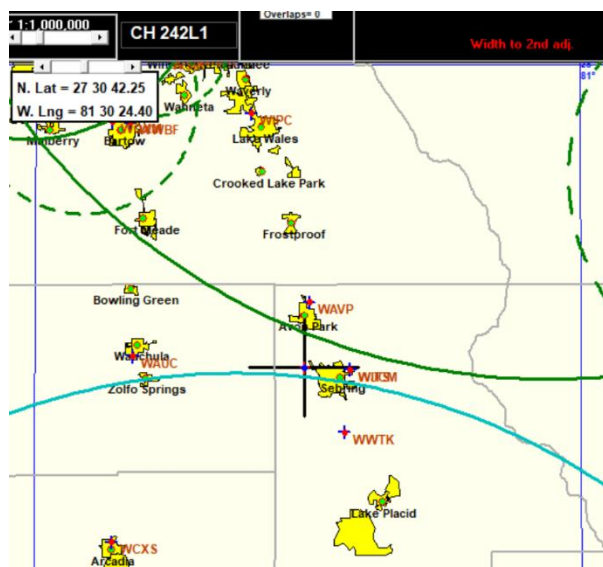 Overlaps= 0
1:1,000,000
CH 242L1
Width to 2nd adj.
81°
N. Lat = 27 30 42.25
W. Lng = 81 30 24.40
Waverly
Wahneta
WIPC
WBF
Mulberry
Bartow
Lake Wales
Crooked Lake Park
Fort Meade
Frostproof
Bowling Green
WAVP
Avon Park
Wauchula
WAUC
Zolfo Springs
Sebring
WWTK
Lake Placid
WCXS
Arcadia